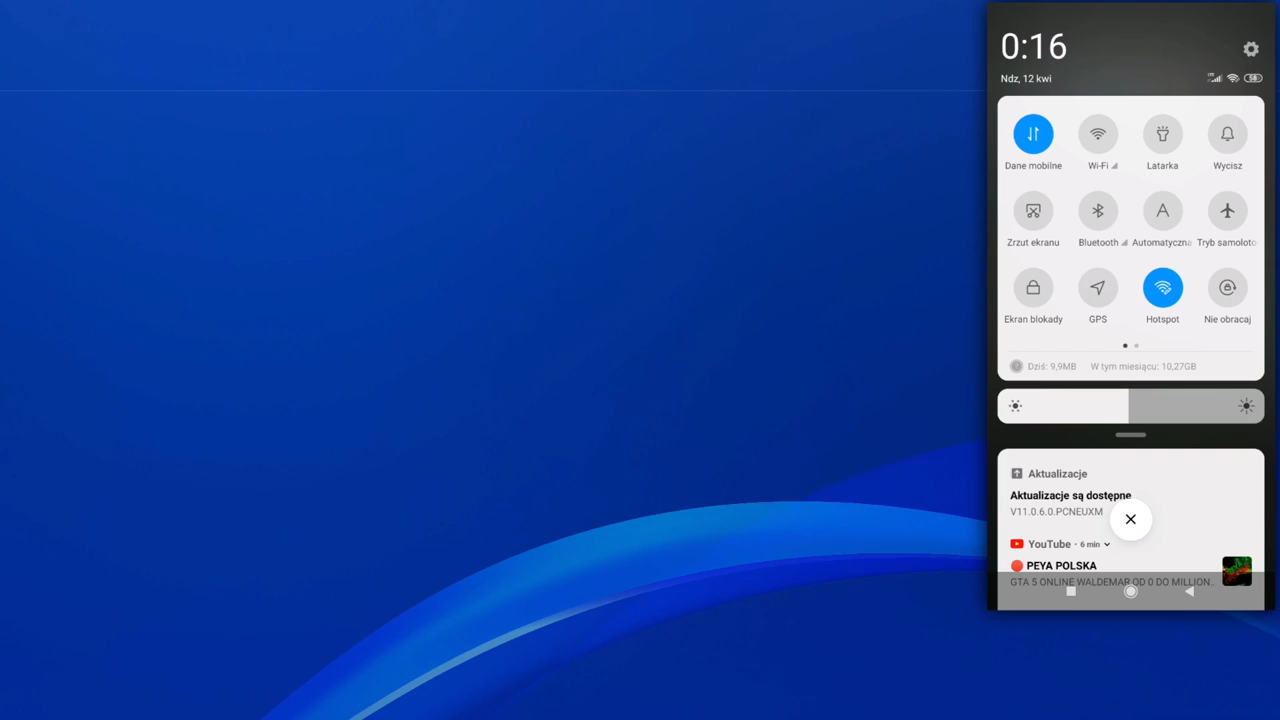 0:16
Ndz, 12 kwi
LTE
58
Dane mobilne
Wi-Fi
Latarka
Wycisz
Zrzut ekranu
Bluetooth
Automatyczna
Tryb samoloto
Ekran blokady
GPS
Hotspot
Nie obracaj
Dziś: 9,9MB W tym miesiącu: 10,27GB
Aktualizacje
Aktualizacje są dostępne
V11.0.6.0.PCNEUXM
YouTube • 6 min
PEYA POLSKA
GTA 5 ONLINE WALDEMAR OD 0 DO MILLION..